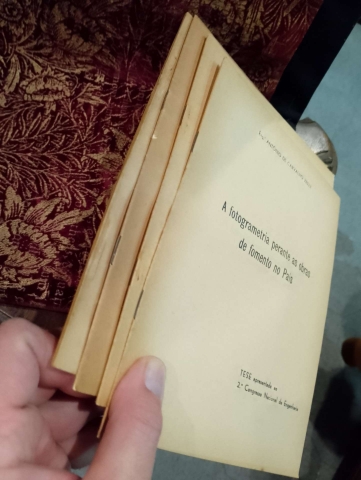 A fotogrametria perante as obras
de fomento no País
TESE apresentada ao
2.º Congresso Nacional de Engenharia